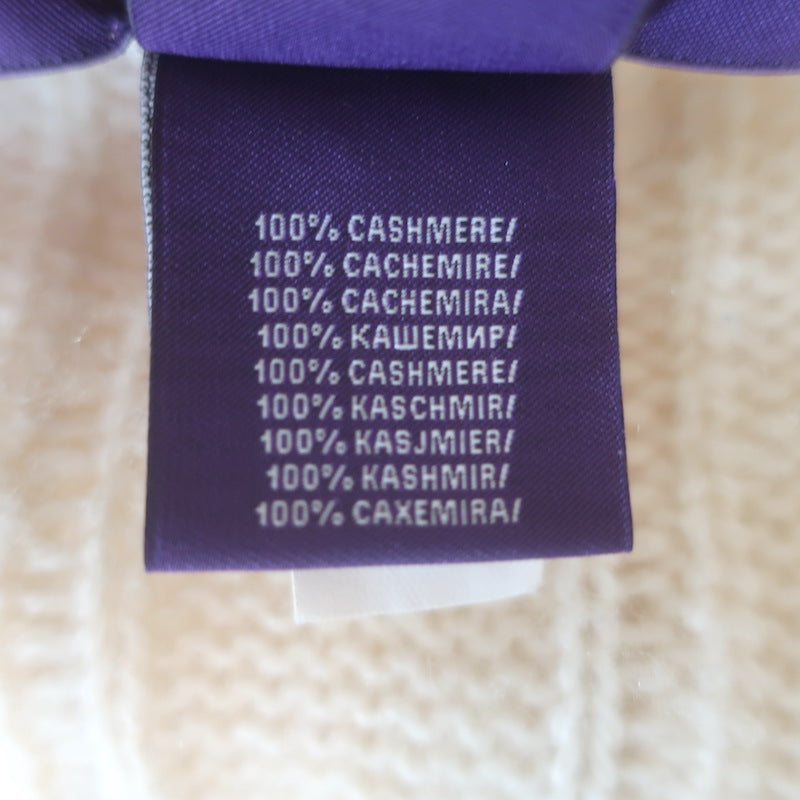 100% CASHMERE/
100% CACHEMIRE/
100% CACHEMIRA/
100% КАШЕМИР/
100% CASHMERE/
100% KASCHMIR/
100% KASJMIER/
100% KASHMIR/
100% CAXEMIRA/